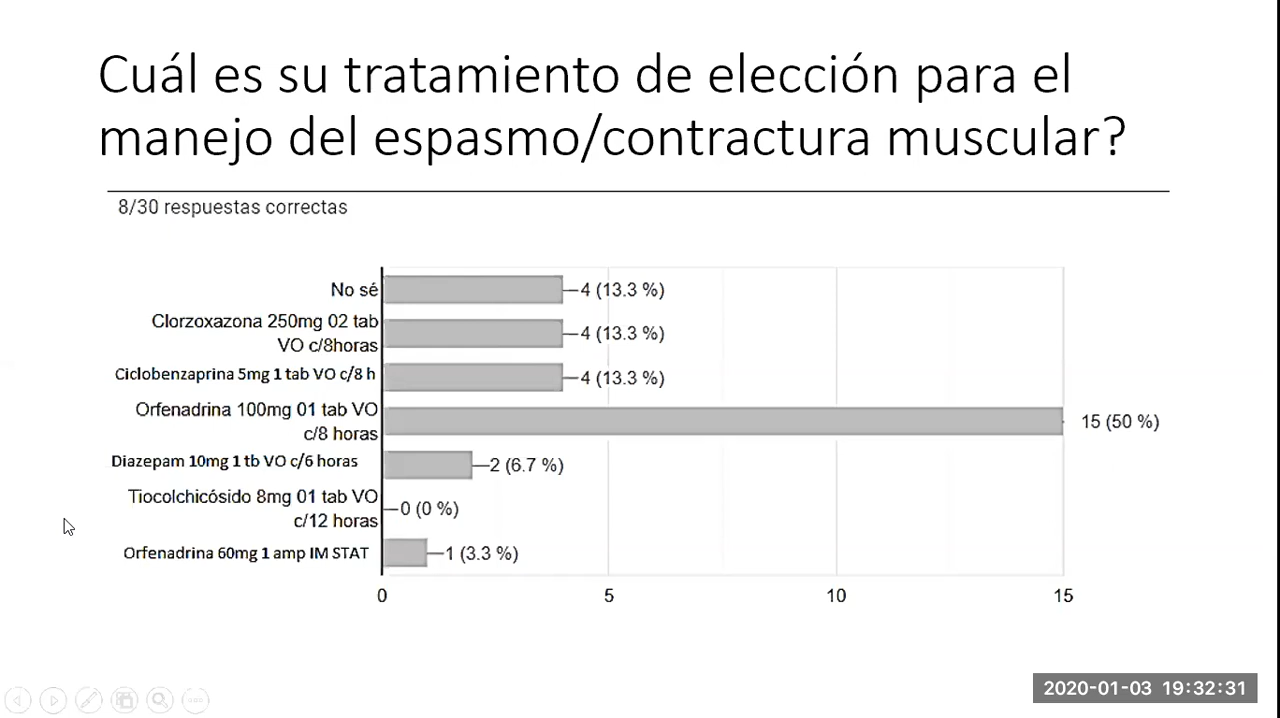 Cuál es su tratamiento de elección para el
manejo del espasmo/contractura muscular?
8/30 respuestas correctas
No sé
4 (13.3 %)
Clorzoxazona 250mg 02 tab
VO c/8horas
4 (13.3 %)
Ciclobenzaprina 5mg 1 tab VO c/8 h
4 (13.3 %)
Orfenadrina 100mg 01 tab VO
c/8 horas
15 (50 %)
Diazepam 10mg 1 tb VO c/6 horas
2 (6.7 %)
Tiocolchicósido 8mg 01 tab VO
c/12 horas
0 (0 %)
Orfenadrina 60mg 1 amp IM STAT
1 (3.3 %)
0 5 10 15
2020-01-03 19:32:31